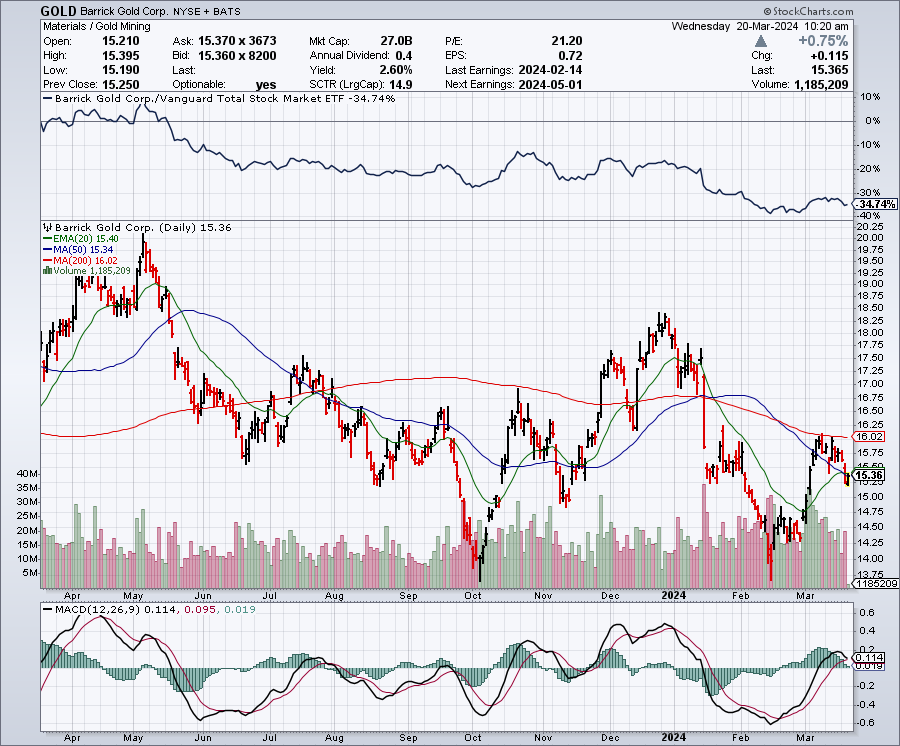 GOLD Barrick Gold Corp. NYSE + BATS
© StockCharts.com
Materials / Gold Mining
Wednesday 20-Mar-2024 10:20 am
Open: 15.210 Ask: 15.370 x 3673 Mkt Cap: 27.0B P/E: 21.20 ▲ +0.75%
High: 15.395 Bid: 15.360 x 8200 Annual Dividend: 0.4 EPS: 0.72 Chg: +0.115
Low: 15.190 Last: Yield: 2.60% Last Earnings: 2024-02-14 Last: 15.365
Prev Close: 15.250 Optionable: yes SCTR (LrgCap): 14.9 Next Earnings: 2024-05-01 Volume: 1,185,209
Barrick Gold Corp./Vanguard Total Stock Market ETF -34.74%
10%
0%
-10%
-20%
-30%
-34.74%
-40%
Barrick Gold Corp. (Daily) 15.36
EMA(20) 15.40
MA(50) 15.34
MA(200) 16.02
Volume 1,185,209
20.25
20.00
19.75
19.50
19.25
19.00
18.75
18.50
18.25
18.00
17.75
17.50
17.25
17.00
16.75
16.50
16.25
16.02
15.75
15.50
15.36
15.25
15.00
14.75
14.50
14.25
14.00
13.75
1185209
40M
35M
30M
25M
20M
15M
10M
5M
Apr May Jun Jul Aug Sep Oct Nov Dec 2024 Feb Mar
MACD(12,26,9) 0.114, 0.095, 0.019
0.6
0.4
0.2
0.114
0.019
-0.2
-0.4
-0.6
Apr May Jun Jul Aug Sep Oct Nov Dec 2024 Feb Mar